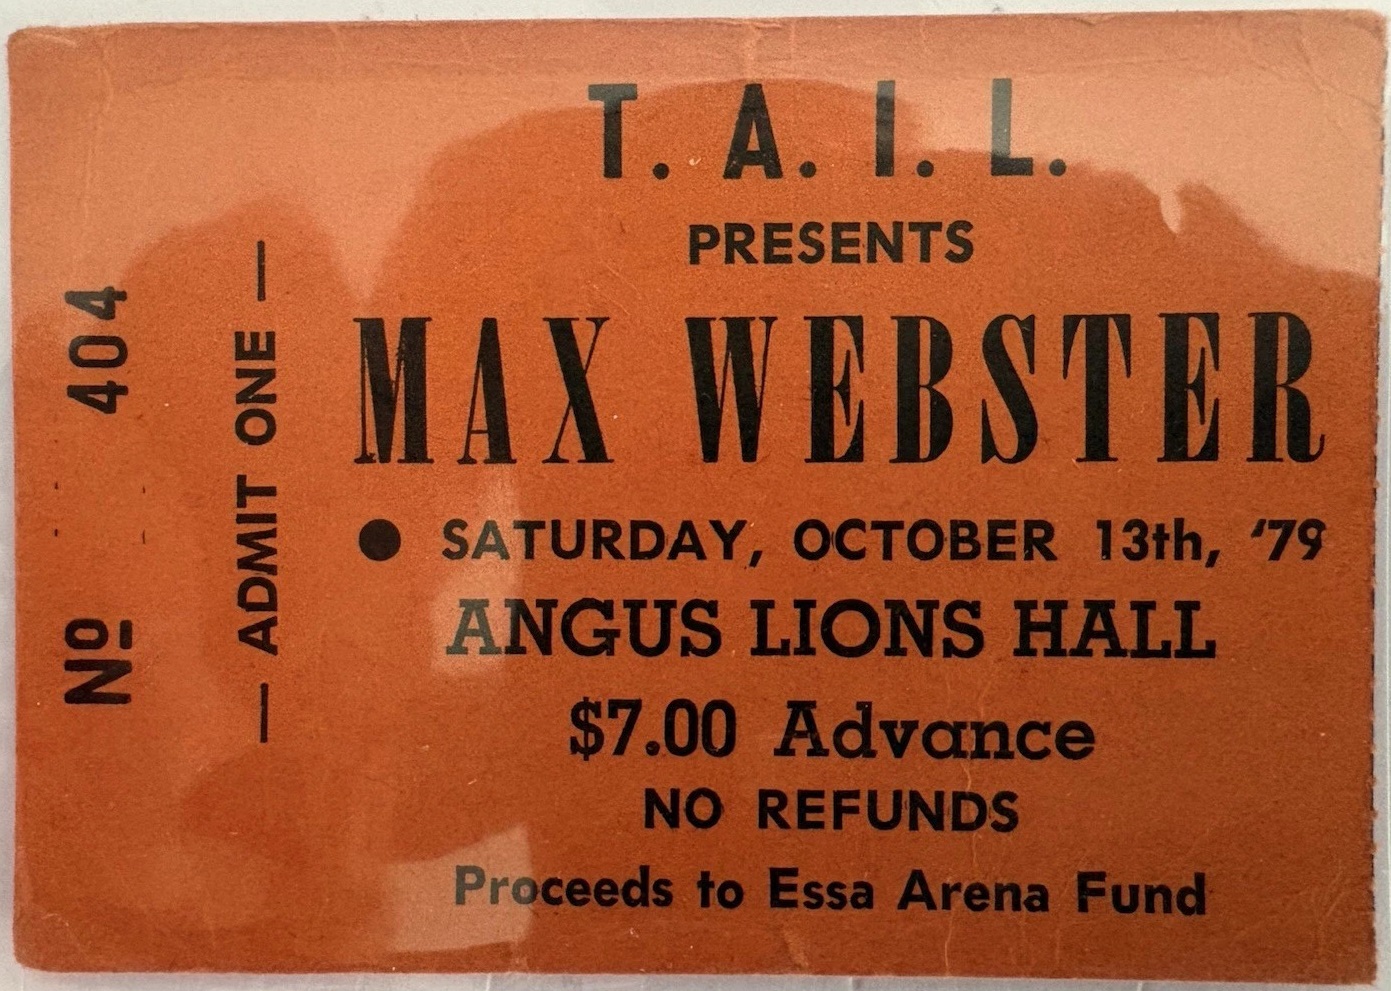 Nº 404
— ADMIT ONE —
T. A. I. L.
PRESENTS
MAX WEBSTER
● SATURDAY, OCTOBER 13th, '79
ANGUS LIONS HALL
$7.00 Advance
NO REFUNDS
Proceeds to Essa Arena Fund